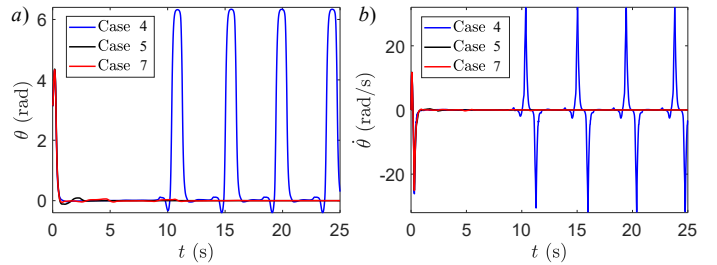 a)
Case 4
Case 5
Case 7
6
4
2
0
θ (rad)
0 5 10 15 20 25
t (s)
b)
Case 4
Case 5
Case 7
20
0
-20
θ̇ (rad/s)
0 5 10 15 20 25
t (s)